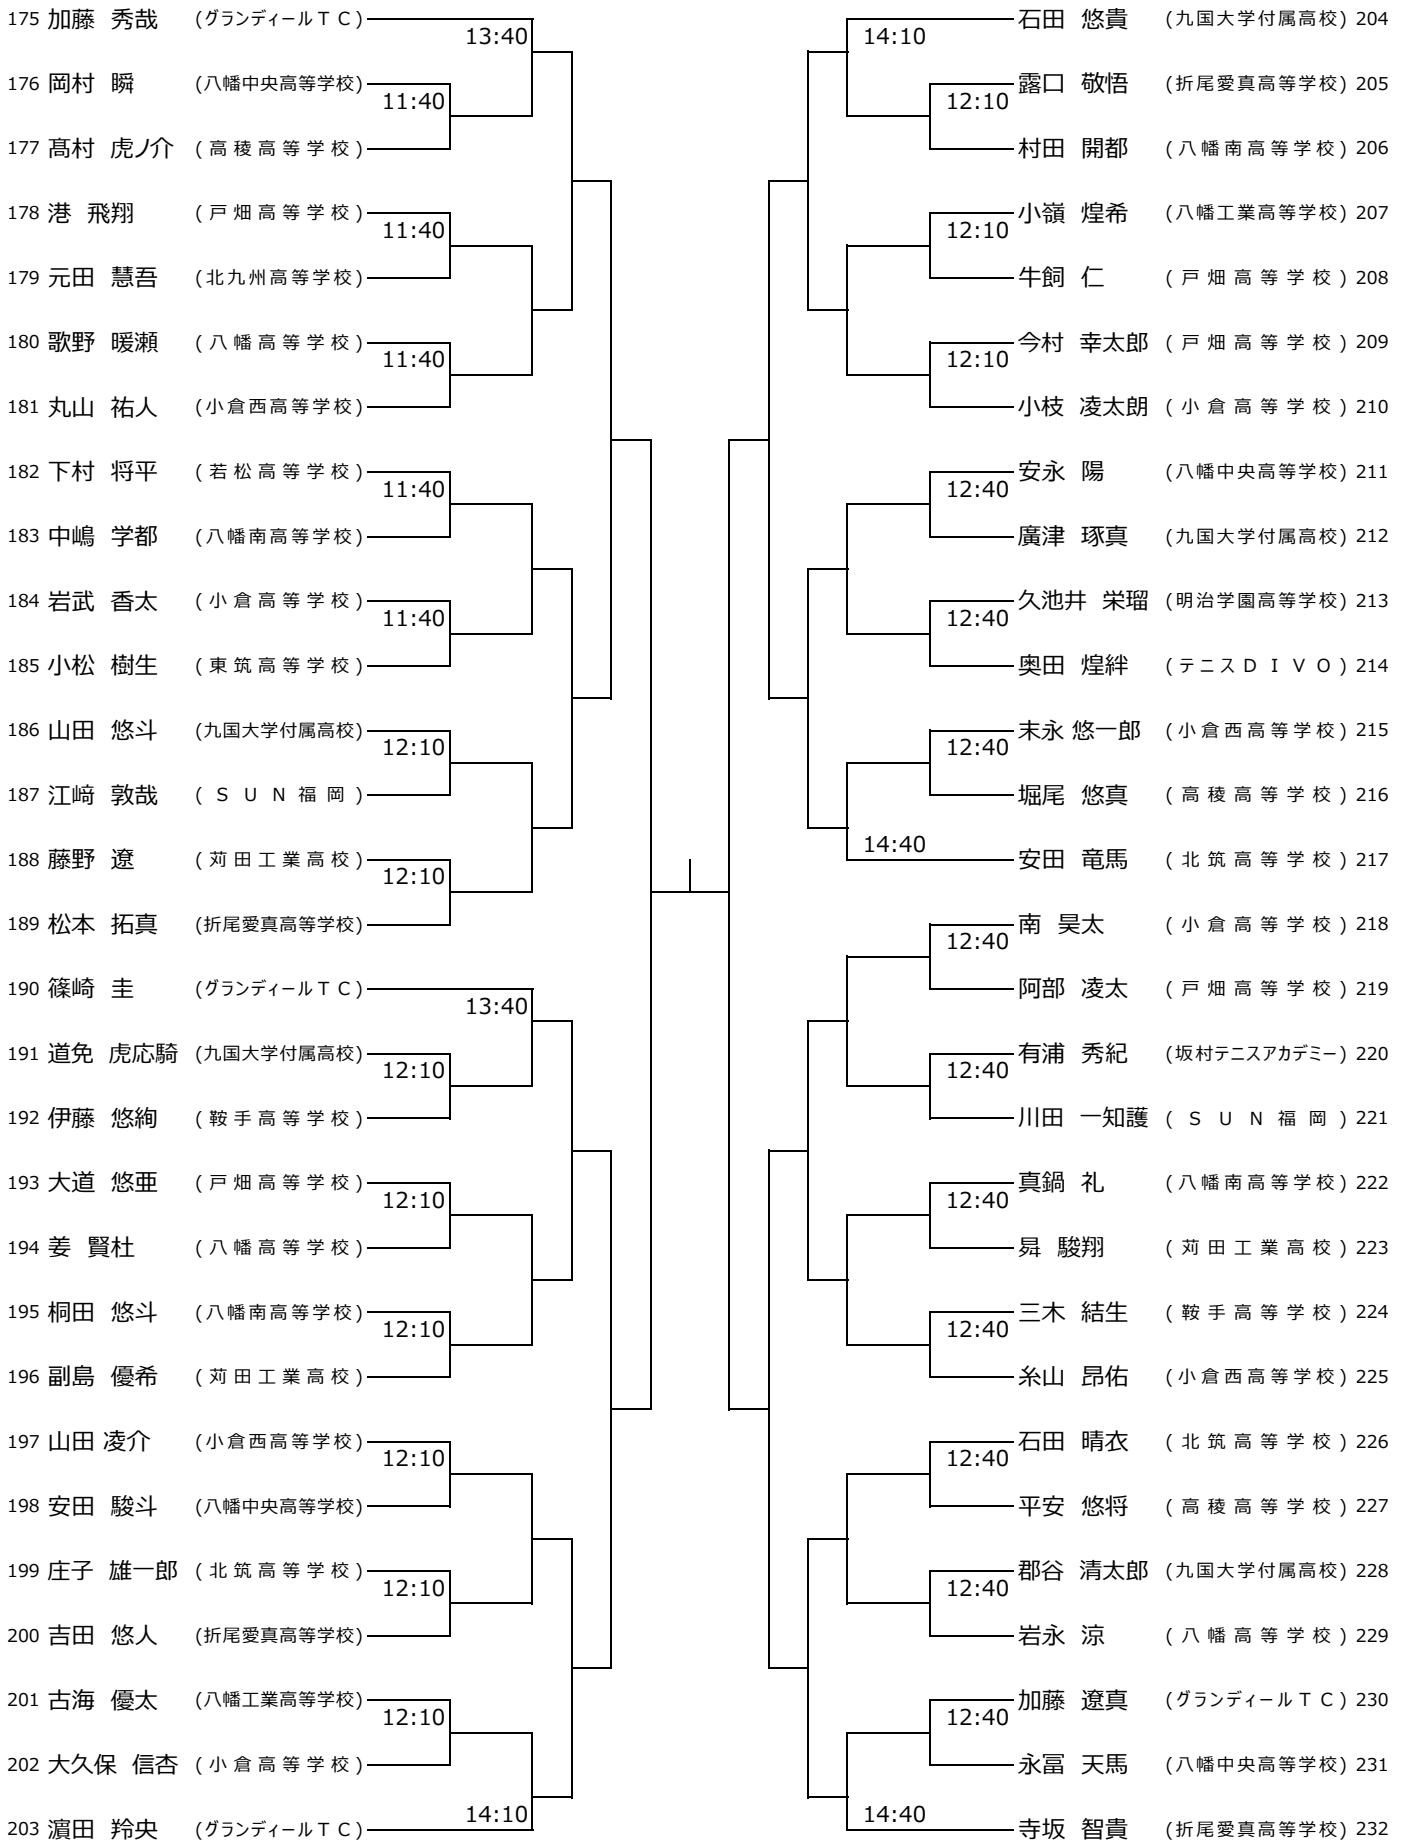 175 加藤 秀哉 (グランディールＴＣ)
13:40
176 岡村 瞬 (八幡中央高等学校)
11:40
177 髙村 虎ノ介 (高稜高等学校)
178 港 飛翔 (戸畑高等学校)
11:40
179 元田 慧吾 (北九州高等学校)
180 歌野 暖瀬 (八幡高等学校)
11:40
181 丸山 祐人 (小倉西高等学校)
182 下村 将平 (若松高等学校)
11:40
183 中嶋 学都 (八幡南高等学校)
184 岩武 香太 (小倉高等学校)
11:40
185 小松 樹生 (東筑高等学校)
186 山田 悠斗 (九国大学付属高校)
12:10
187 江﨑 敦哉 (ＳＵＮ福岡)
188 藤野 遼 (苅田工業高校)
12:10
189 松本 拓真 (折尾愛真高等学校)
190 篠崎 圭 (グランディールＴＣ)
13:40
191 道免 虎応騎 (九国大学付属高校)
12:10
192 伊藤 悠絢 (鞍手高等学校)
193 大道 悠亜 (戸畑高等学校)
12:10
194 姜 賢杜 (八幡高等学校)
195 桐田 悠斗 (八幡南高等学校)
12:10
196 副島 優希 (苅田工業高校)
197 山田 凌介 (小倉西高等学校)
12:10
198 安田 駿斗 (八幡中央高等学校)
199 庄子 雄一郎 (北筑高等学校)
12:10
200 吉田 悠人 (折尾愛真高等学校)
201 古海 優太 (八幡工業高等学校)
12:10
202 大久保 信杏 (小倉高等学校)
14:10
203 濵田 羚央 (グランディールＴＣ)
石田 悠貴 (九国大学付属高校) 204
14:10
露口 敬悟 (折尾愛真高等学校) 205
12:10
村田 開都 (八幡南高等学校) 206
小嶺 煌希 (八幡工業高等学校) 207
12:10
牛飼 仁 (戸畑高等学校) 208
今村 幸太郎 (戸畑高等学校) 209
12:10
小枝 凌太朗 (小倉高等学校) 210
安永 陽 (八幡中央高等学校) 211
12:40
廣津 琢真 (九国大学付属高校) 212
久池井 栄瑠 (明治学園高等学校) 213
12:40
奥田 煌絆 (テニスＤＩＶＯ) 214
末永 悠一郎 (小倉西高等学校) 215
12:40
堀尾 悠真 (高稜高等学校) 216
14:40
安田 竜馬 (北筑高等学校) 217
南 昊太 (小倉高等学校) 218
12:40
阿部 凌太 (戸畑高等学校) 219
有浦 秀紀 (坂村テニスアカデミー) 220
12:40
川田 一知護 (ＳＵＮ福岡) 221
真鍋 礼 (八幡南高等学校) 222
12:40
曻 駿翔 (苅田工業高校) 223
三木 結生 (鞍手高等学校) 224
12:40
糸山 昂佑 (小倉西高等学校) 225
石田 晴衣 (北筑高等学校) 226
12:40
平安 悠将 (高稜高等学校) 227
郡谷 清太郎 (九国大学付属高校) 228
12:40
岩永 涼 (八幡高等学校) 229
加藤 遼真 (グランディールＴＣ) 230
12:40
永冨 天馬 (八幡中央高等学校) 231
14:40
寺坂 智貴 (折尾愛真高等学校) 232